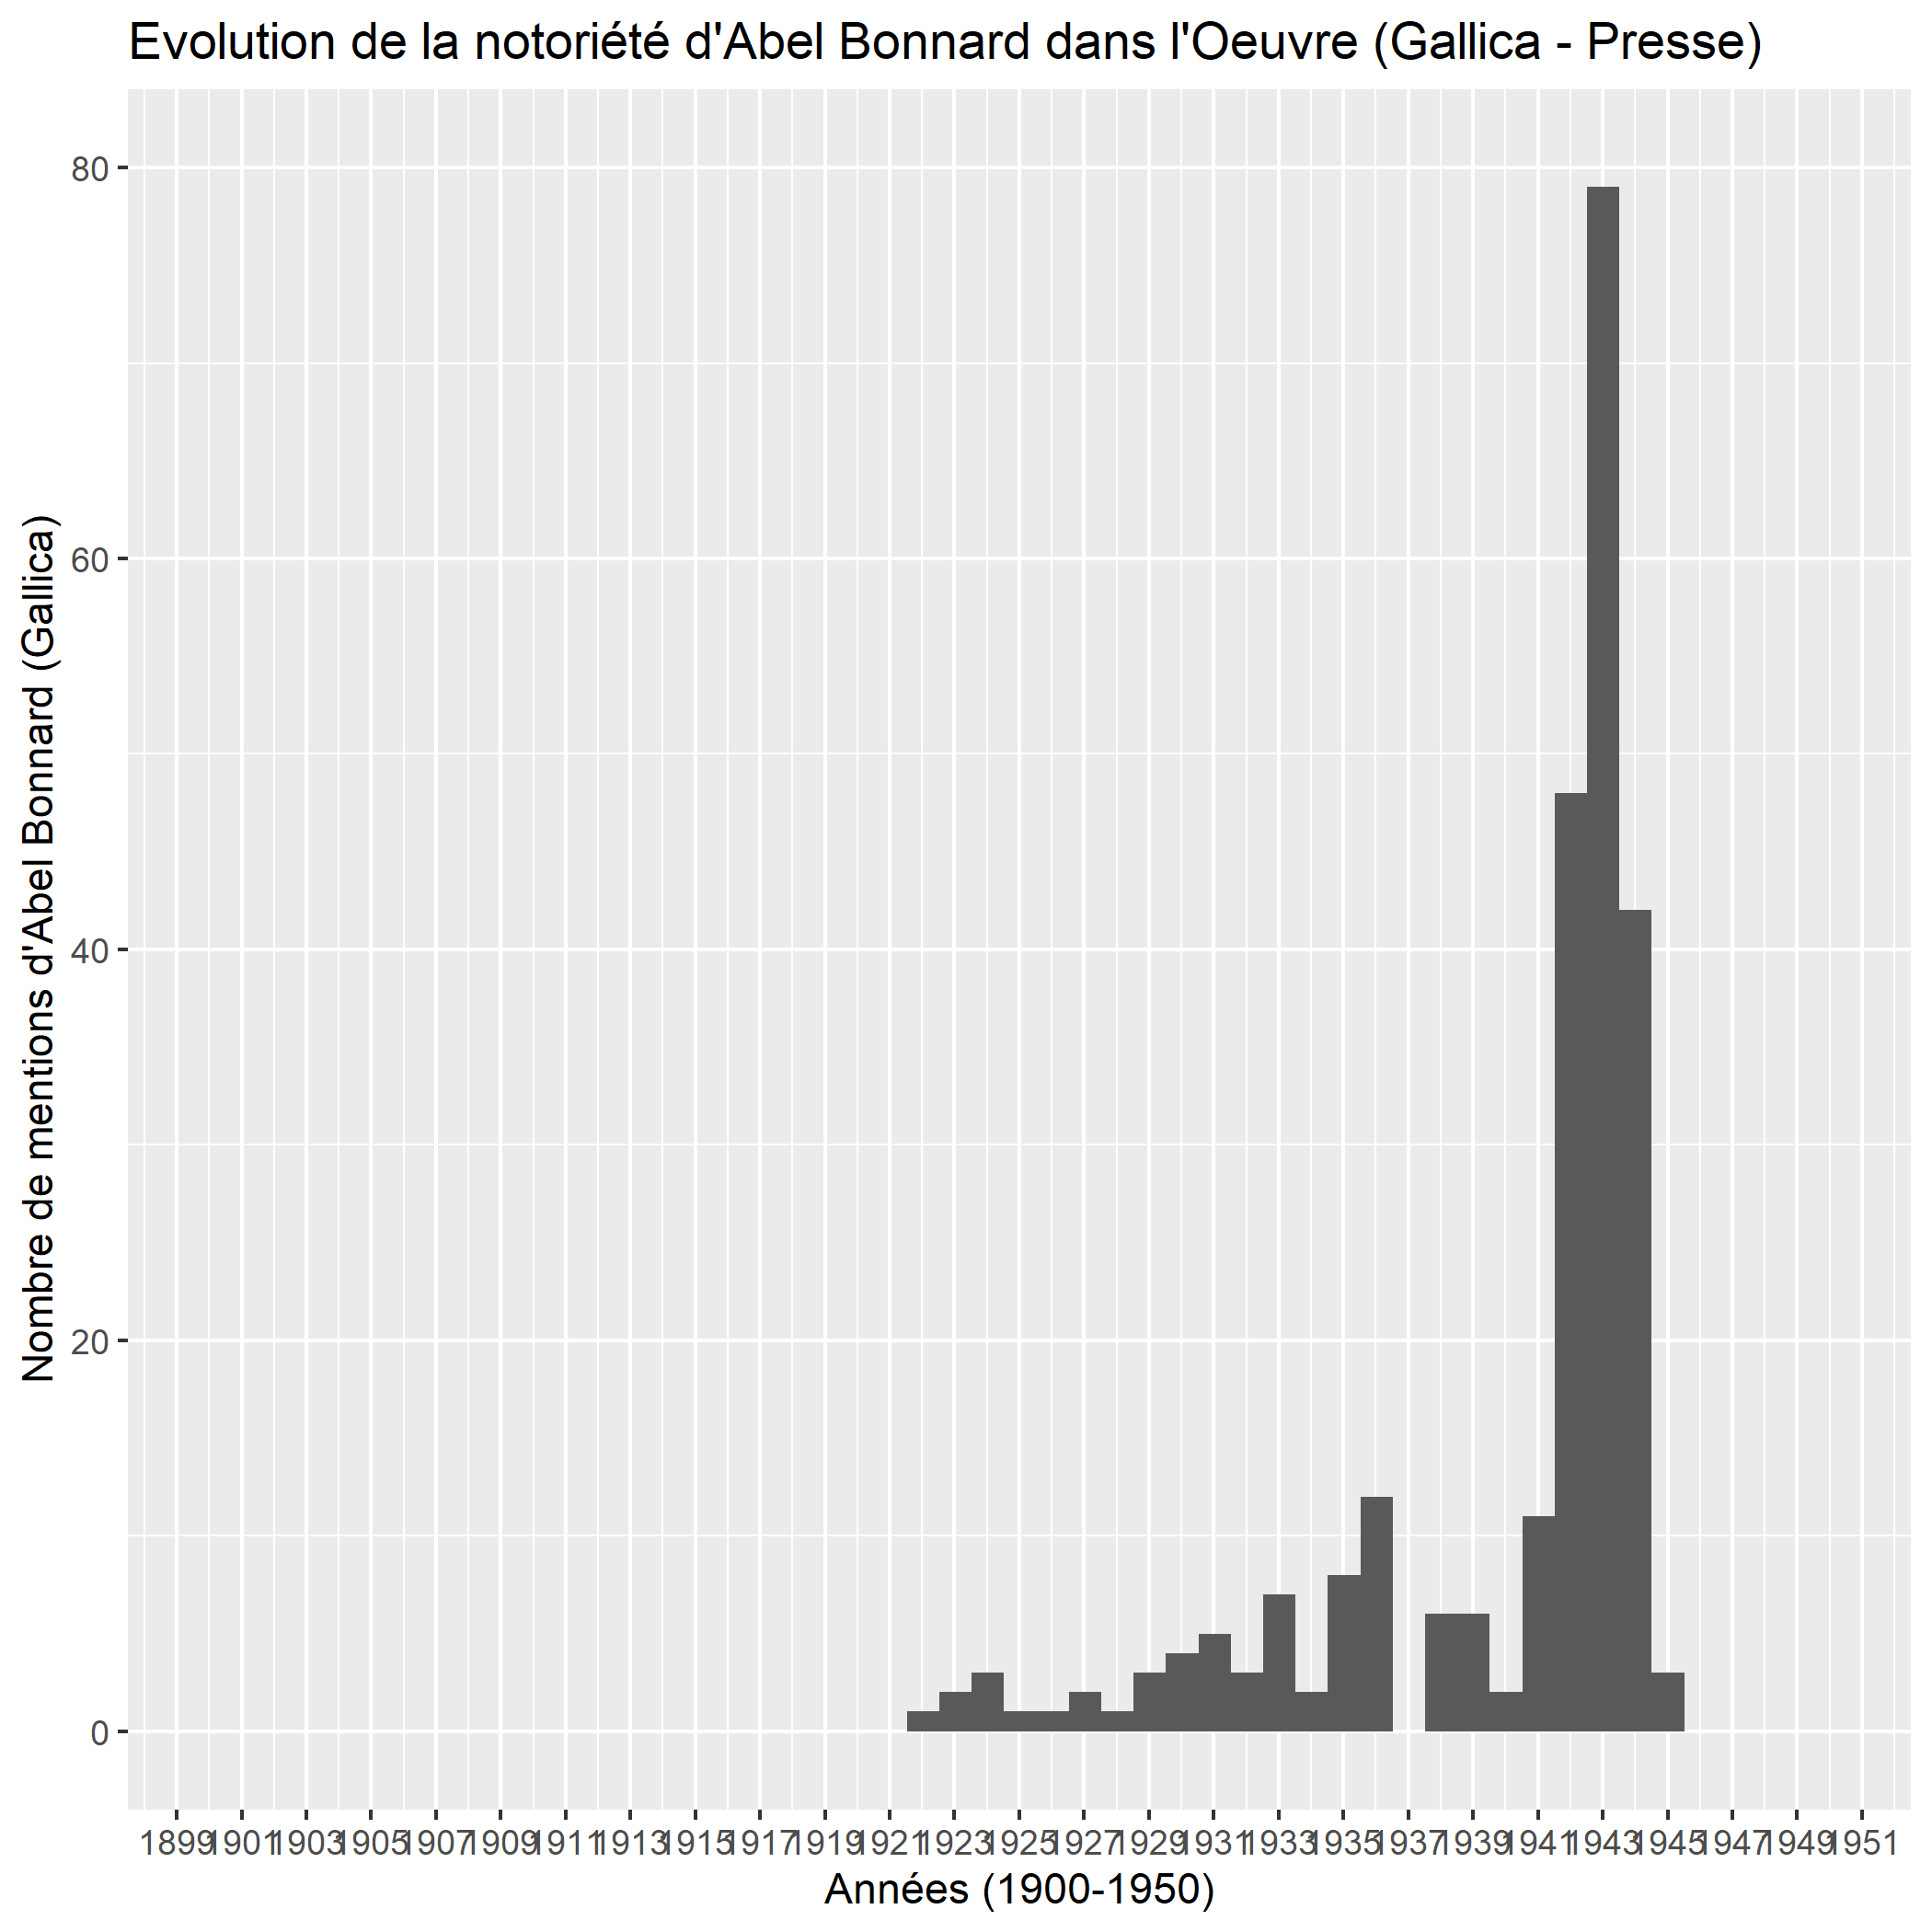 Evolution de la notoriété d'Abel Bonnard dans l'Oeuvre (Gallica - Presse)
Nombre de mentions d'Abel Bonnard (Gallica)
80
60
40
20
0
1899 1901 1903 1905 1907 1909 1911 1913 1915 1917 1919 1921 1923 1925 1927 1929 1931 1933 1935 1937 1939 1941 1943 1945 1947 1949 1951
Années (1900-1950)